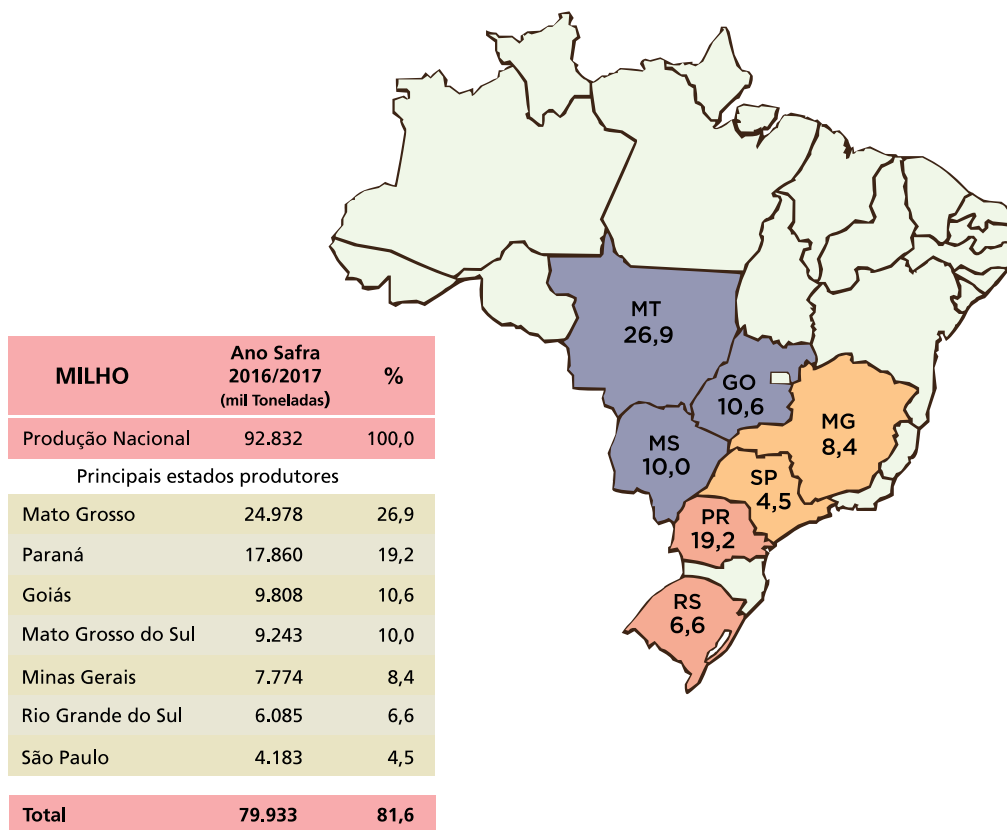 MILHO Ano Safra 2016/2017 (mil Toneladas) %
Produção Nacional 92.832 100,0
Principais estados produtores
Mato Grosso 24.978 26,9
Paraná 17.860 19,2
Goiás 9.808 10,6
Mato Grosso do Sul 9.243 10,0
Minas Gerais 7.774 8,4
Rio Grande do Sul 6.085 6,6
São Paulo 4.183 4,5
Total 79.933 81,6
MT
26,9
GO
10,6
MG
8,4
MS
10,0
SP
4,5
PR
19,2
RS
6,6